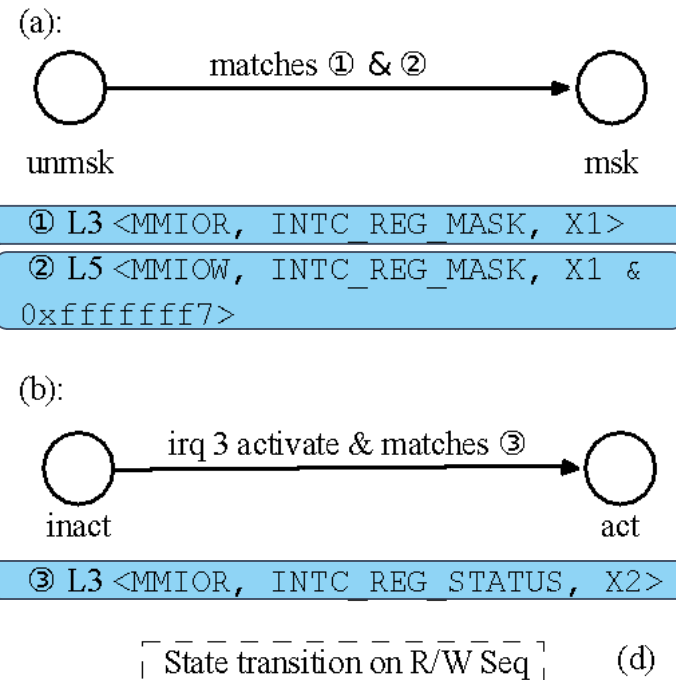 (a):
matches ① & ②
unmsk msk
① L3 <MMIOR, INTC_REG_MASK, X1>
② L5 <MMIOW, INTC_REG_MASK, X1 &
0xfffffff7>
(b):
irq 3 activate & matches ③
inact act
③ L3 <MMIOR, INTC_REG_STATUS, X2>
State transition on R/W Seq (d)